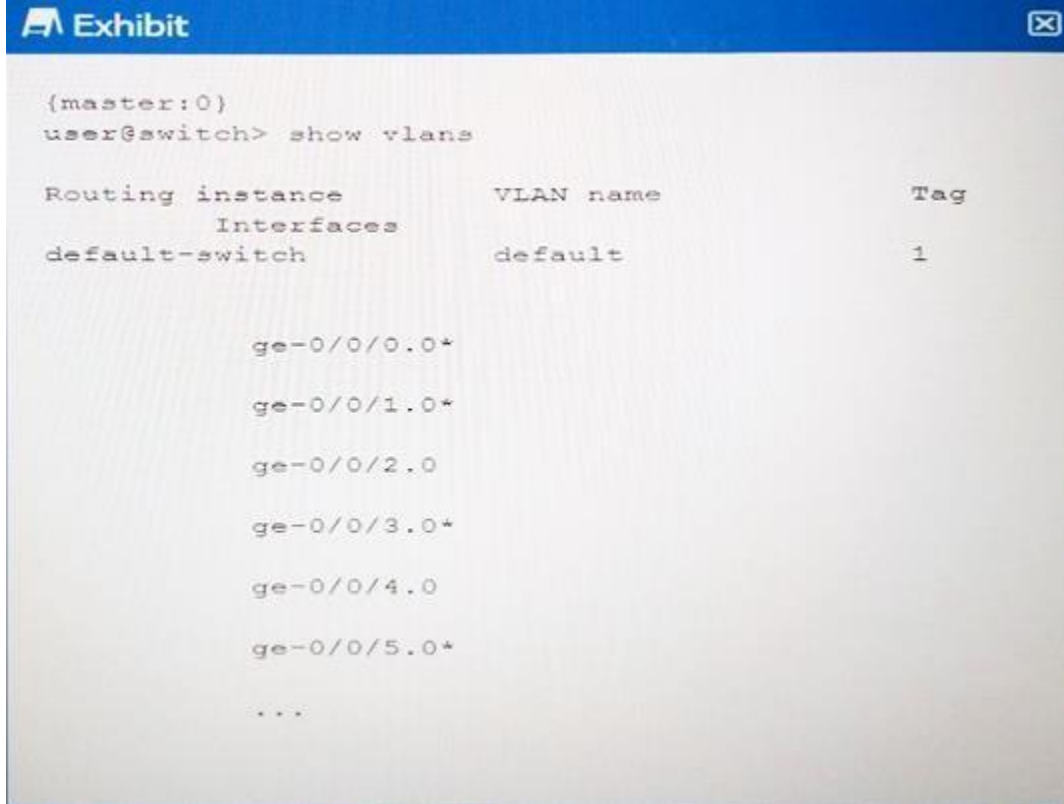 Exhibit
{master:0}
user@switch> show vlans
Routing instance VLAN name Tag
Interfaces
default-switch default 1
ge-0/0/0.0*
ge-0/0/1.0*
ge-0/0/2.0
ge-0/0/3.0*
ge-0/0/4.0
ge-0/0/5.0*
...